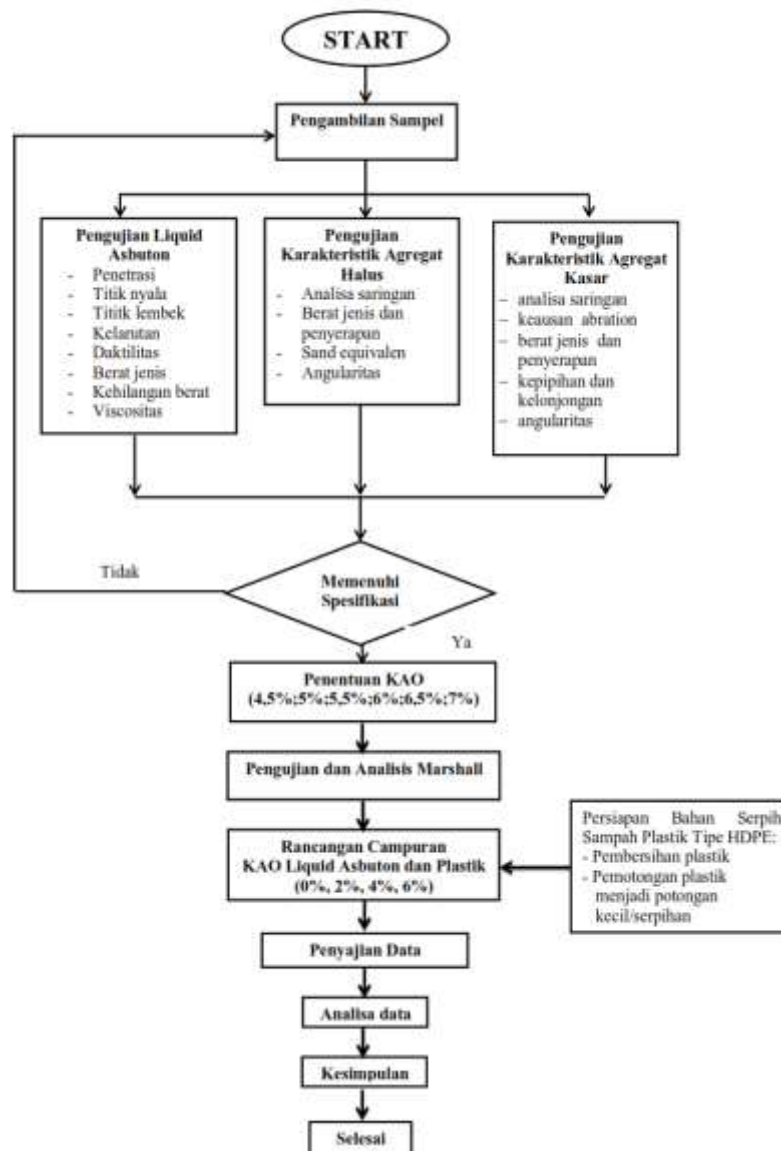 START
Pengambilan Sampel
Pengujian Liquid
Asbuton
- Penetrasi
- Titik nyala
- Tititk lembek
- Kelarutan
- Daktilitas
- Berat jenis
- Kehilangan berat
- Viscositas
Pengujian
Karakteristik Agregat
Halus
- Analisa saringan
- Berat jenis dan
penyerapan
- Sand equivalen
- Angularitas
Pengujian
Karakteristik Agregat
Kasar
– analisa saringan
– keausan abration
– berat jenis dan
penyerapan
– kepipihan dan
kelonjongan
– angularitas
Tidak
Memenuhi
Spesifikasi
Ya
Penentuan KAO
(4,5%;5%;5,5%;6%;6,5%;7%)
Pengujian dan Analisis Marshall
Rancangan Campuran
KAO Liquid Asbuton dan Plastik
(0%, 2%, 4%, 6%)
Persiapan Bahan Serpih
Sampah Plastik Tipe HDPE:
- Pembersihan plastik
- Pemotongan plastik
menjadi potongan
kecil/serpihan
Penyajian Data
Analisa data
Kesimpulan
Selesai